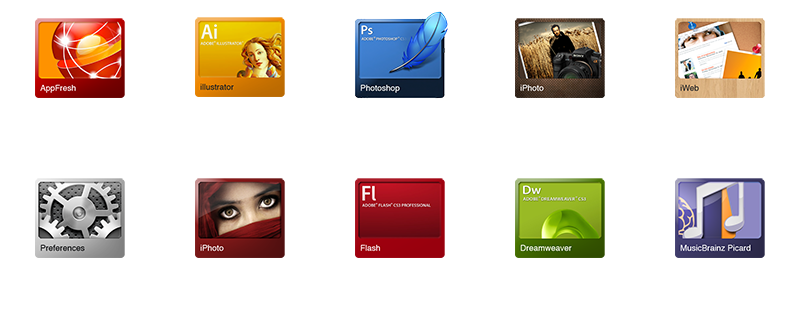 AppFresh
Ai
ADOBE® ILLUSTRATOR®
illustrator
Ps
ADOBE® PHOTOSHOP®
Photoshop
iPhoto
iWeb
Preferences
iPhoto
Fl
ADOBE® FLASH® CS3 PROFESSIONAL
Flash
Dw
ADOBE® DREAMWEAVER® CS3
Dreamweaver
MusicBrainz Picard